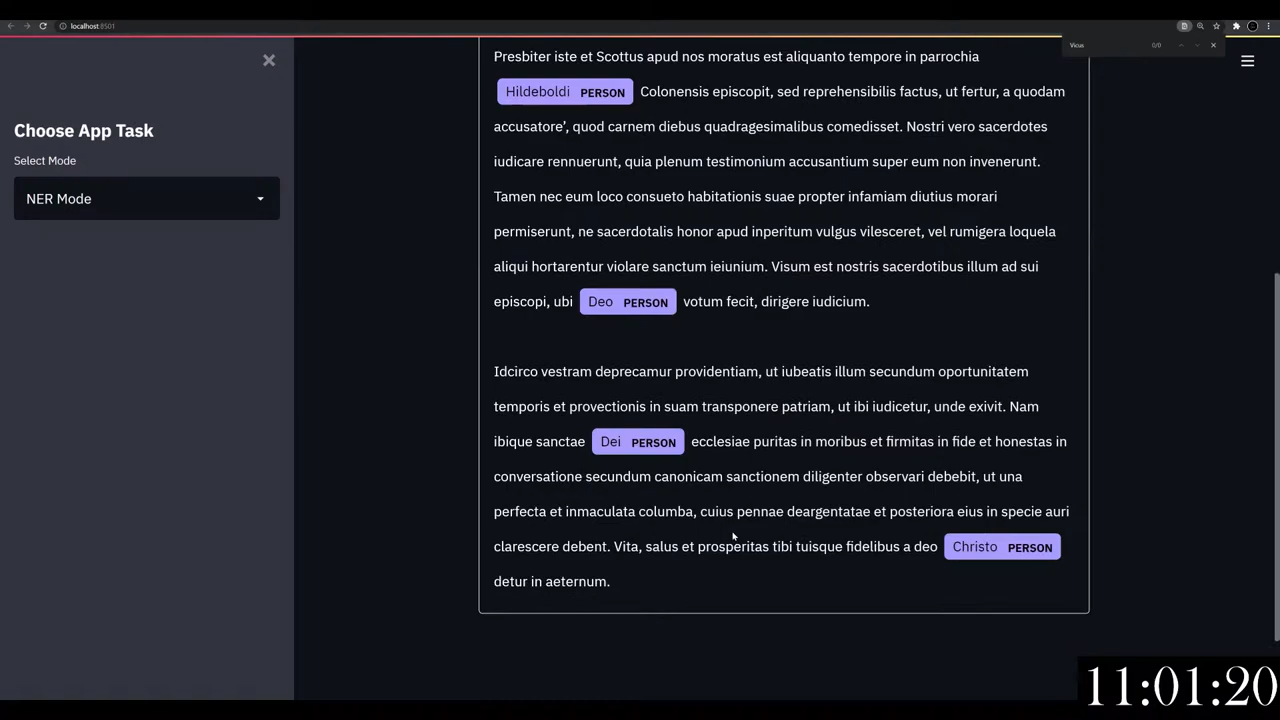 localhost:8501
Vicus
0/0
Choose App Task
Select Mode
NER Mode
Presbiter iste et Scottus apud nos moratus est aliquanto tempore in parrochia
Hildeboldi PERSON Colonensis episcopit, sed reprehensibilis factus, ut fertur, a quodam
accusatore’, quod carnem diebus quadragesimalibus comedisset. Nostri vero sacerdotes
iudicare rennuerunt, quia plenum testimonium accusantium super eum non invenerunt.
Tamen nec eum loco consueto habitationis suae propter infamiam diutius morari
permiserunt, ne sacerdotalis honor apud inperitum vulgus vilesceret, vel rumigera loquela
aliqui hortarentur violare sanctum ieiunium. Visum est nostris sacerdotibus illum ad sui
episcopi, ubi Deo PERSON votum fecit, dirigere iudicium.
Idcirco vestram deprecamur providentiam, ut iubeatis illum secundum oportunitatem
temporis et provectionis in suam transponere patriam, ut ibi iudicetur, unde exivit. Nam
ibique sanctae Dei PERSON ecclesiae puritas in moribus et firmitas in fide et honestas in
conversatione secundum canonicam sanctionem diligenter observari debebit, ut una
perfecta et inmaculata columba, cuius pennae deargentatae et posteriora eius in specie auri
clarescere debent. Vita, salus et prosperitas tibi tuisque fidelibus a deo Christo PERSON
detur in aeternum.
11:01:20